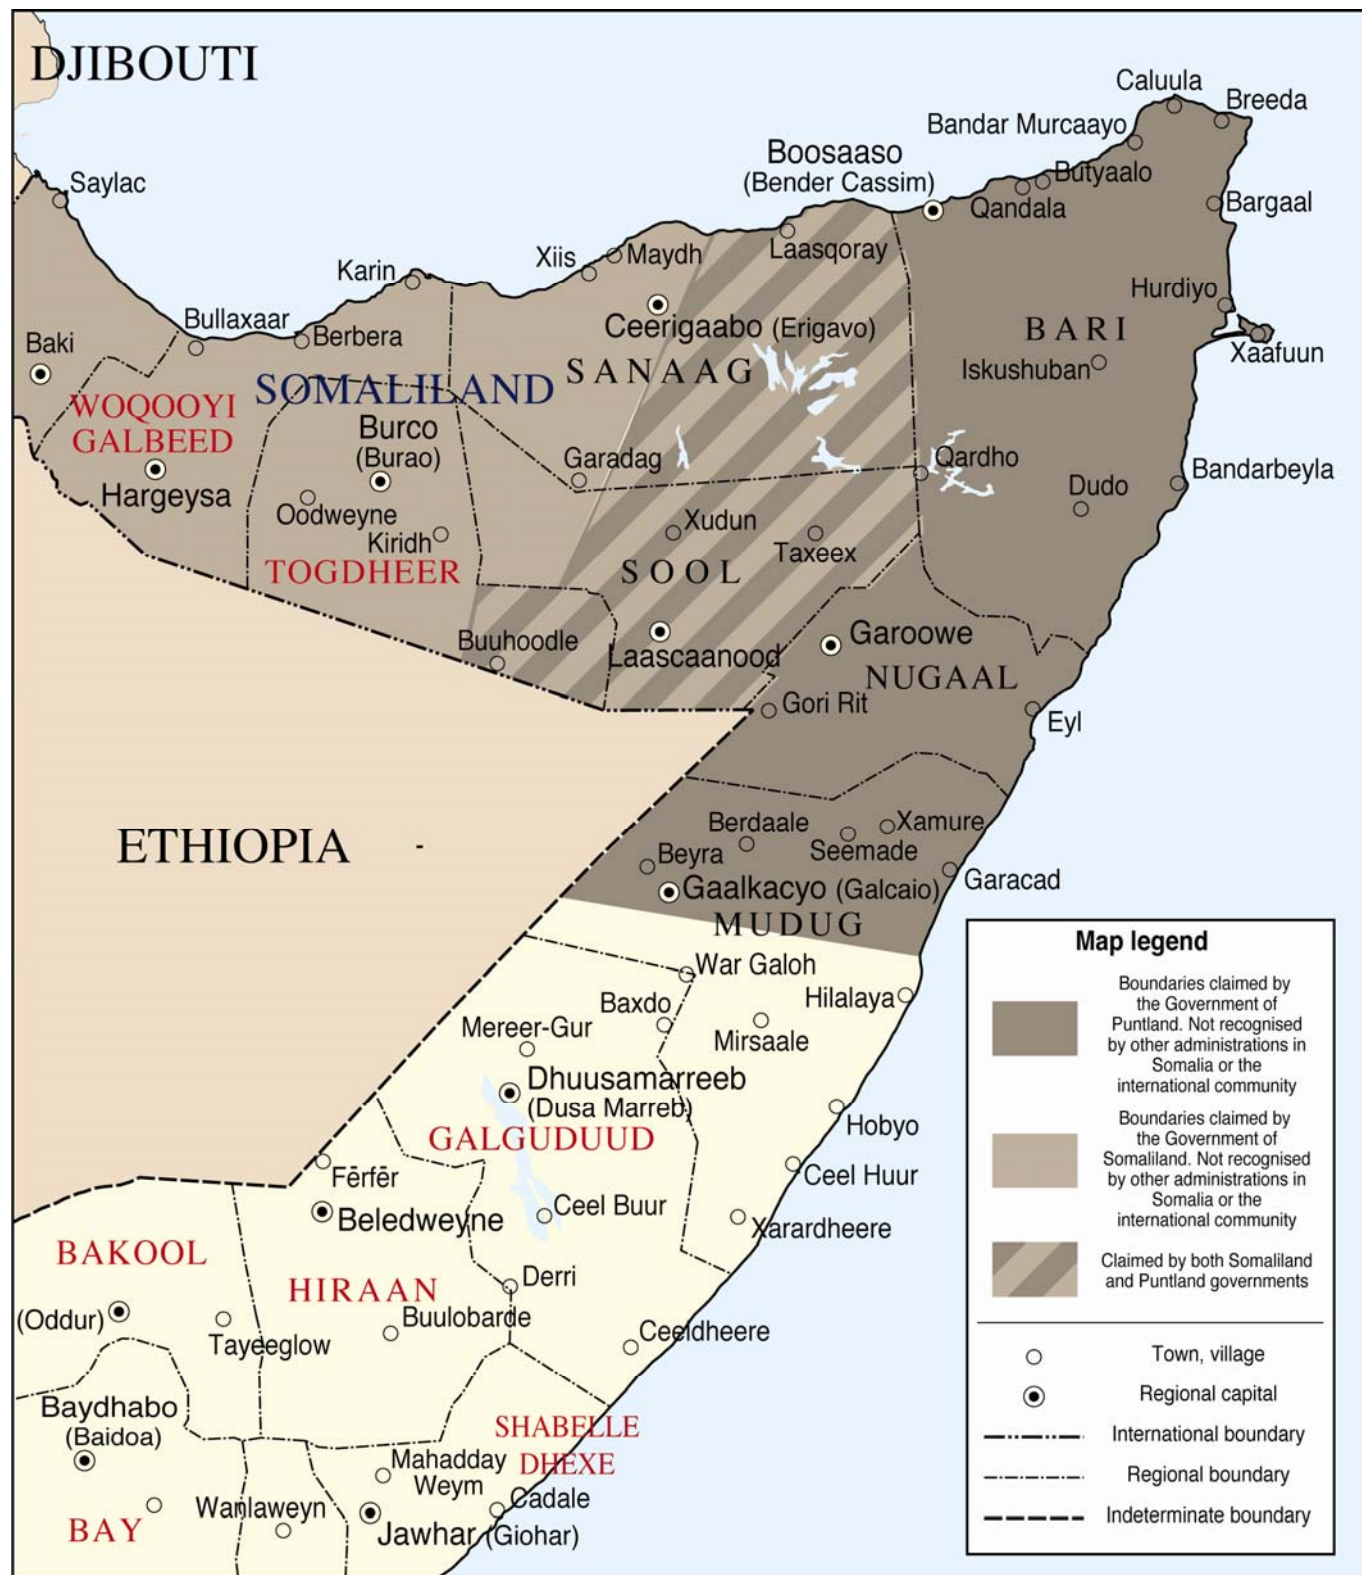 DJIBOUTI
Caluula
Breeda
Bandar Murcaayo
Boosaaso
(Bender Cassim)
Butyaalo
Qandala
Bargaal
Saylac
Laasqoray
Maydh
Xiis
Karin
Hurdiyo
Bullaxaar
Berbera
Ceerigaabo (Erigavo)
BARI
Xaafuun
Baki
SANAAG
Iskushuban
SOMALILAND
WOQOOYI
GALBEED
Burco
(Burao)
Garadag
Qardho
Bandarbeyla
Hargeysa
Oodweyne
Dudo
Kiridh
Xudun
Taxeex
TOGDHEER
SOOL
Buuhoodle
Laascaanood
Garoowe
NUGAAL
Gori Rit
Eyl
ETHIOPIA
-
Berdaale
Xamure
Beyra
Seemade
Gaalkacyo (Galcaio)
Garacad
MUDUG
War Galoh
Baxdo
Hilalaya
Mereer-Gur
Mirsaale
Dhuusamarreeb
(Dusa Marreb)
Hobyo
GALGUDUUD
Fērfēr
Ceel Huur
Beledweyne
Ceel Buur
Xarardheere
BAKOOL
HIRAAN
Derri
(Oddur)
Buulobarde
Tayeeglow
Ceeldheere
Baydhabo
(Baidoa)
SHABELLE
DHEXE
Mahadday
Weym
Wanlaweyn
Cadale
BAY
Jawhar (Giohar)
Map legend
Boundaries claimed by
the Government of
Puntland. Not recognised
by other administrations in
Somalia or the
international community
Boundaries claimed by
the Government of
Somaliland. Not recognised
by other administrations in
Somalia or the
international community
Claimed by both Somaliland
and Puntland governments
Town, village
Regional capital
International boundary
Regional boundary
Indeterminate boundary